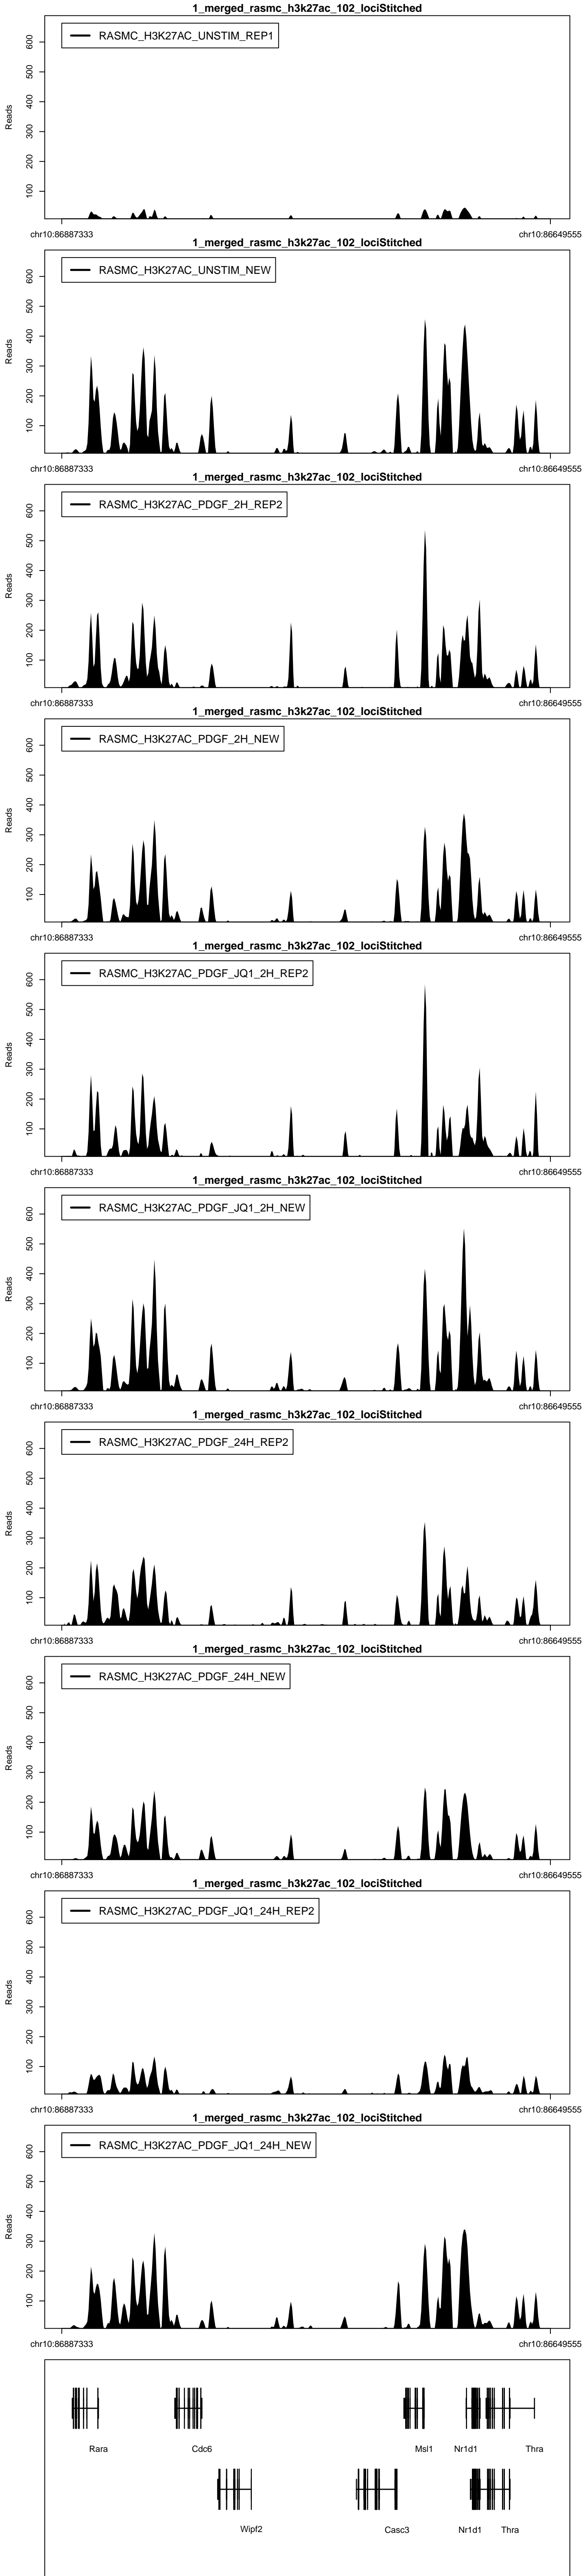 1_merged_rasmc_h3k27ac_102_lociStitched
RASMC_H3K27AC_UNSTIM_REP1
600
500
400
300
200
100
Reads
chr10:86887333 chr10:86649555
1_merged_rasmc_h3k27ac_102_lociStitched
RASMC_H3K27AC_UNSTIM_NEW
600
500
400
300
200
100
Reads
chr10:86887333 chr10:86649555
1_merged_rasmc_h3k27ac_102_lociStitched
RASMC_H3K27AC_PDGF_2H_REP2
600
500
400
300
200
100
Reads
chr10:86887333 chr10:86649555
1_merged_rasmc_h3k27ac_102_lociStitched
RASMC_H3K27AC_PDGF_2H_NEW
600
500
400
300
200
100
Reads
chr10:86887333 chr10:86649555
1_merged_rasmc_h3k27ac_102_lociStitched
RASMC_H3K27AC_PDGF_JQ1_2H_REP2
600
500
400
300
200
100
Reads
chr10:86887333 chr10:86649555
1_merged_rasmc_h3k27ac_102_lociStitched
RASMC_H3K27AC_PDGF_JQ1_2H_NEW
600
500
400
300
200
100
Reads
chr10:86887333 chr10:86649555
1_merged_rasmc_h3k27ac_102_lociStitched
RASMC_H3K27AC_PDGF_24H_REP2
600
500
400
300
200
100
Reads
chr10:86887333 chr10:86649555
1_merged_rasmc_h3k27ac_102_lociStitched
RASMC_H3K27AC_PDGF_24H_NEW
600
500
400
300
200
100
Reads
chr10:86887333 chr10:86649555
1_merged_rasmc_h3k27ac_102_lociStitched
RASMC_H3K27AC_PDGF_JQ1_24H_REP2
600
500
400
300
200
100
Reads
chr10:86887333 chr10:86649555
1_merged_rasmc_h3k27ac_102_lociStitched
RASMC_H3K27AC_PDGF_JQ1_24H_NEW
600
500
400
300
200
100
Reads
chr10:86887333 chr10:86649555
Rara Cdc6 Msl1 Nr1d1 Thra
Wipf2 Casc3 Nr1d1 Thra